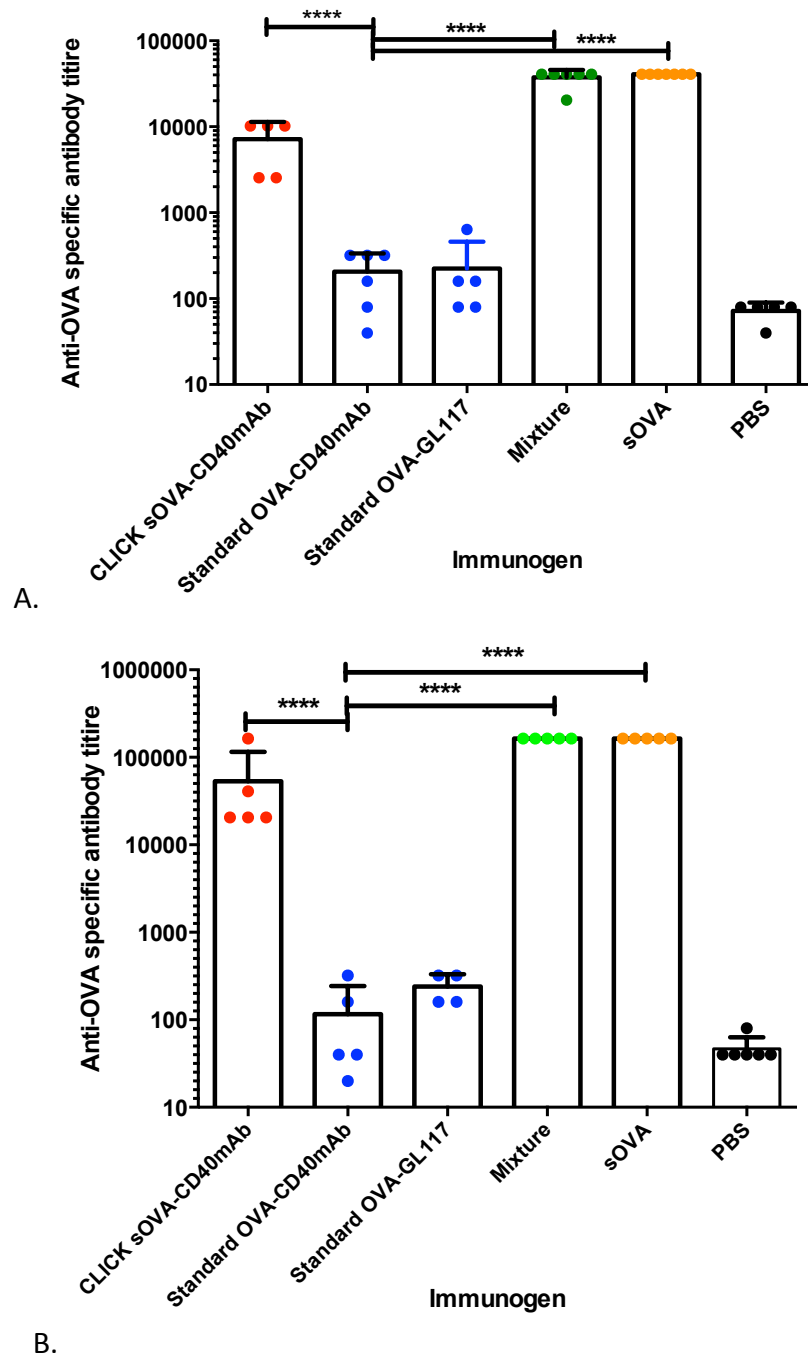 ****
****
****
100000
10000
1000
100
10
Anti-OVA specific antibody titire
CLICK sOVA-CD40mAb
Standard OVA-CD40mAb
Standard OVA-GL117
Mixture
sOVA
PBS
Immunogen
A.
****
****
****
1000000
100000
10000
1000
100
10
Anti-OVA specific antibody titire
CLICK sOVA-CD40mAb
Standard OVA-CD40mAb
Standard OVA-GL117
Mixture
sOVA
PBS
Immunogen
B.